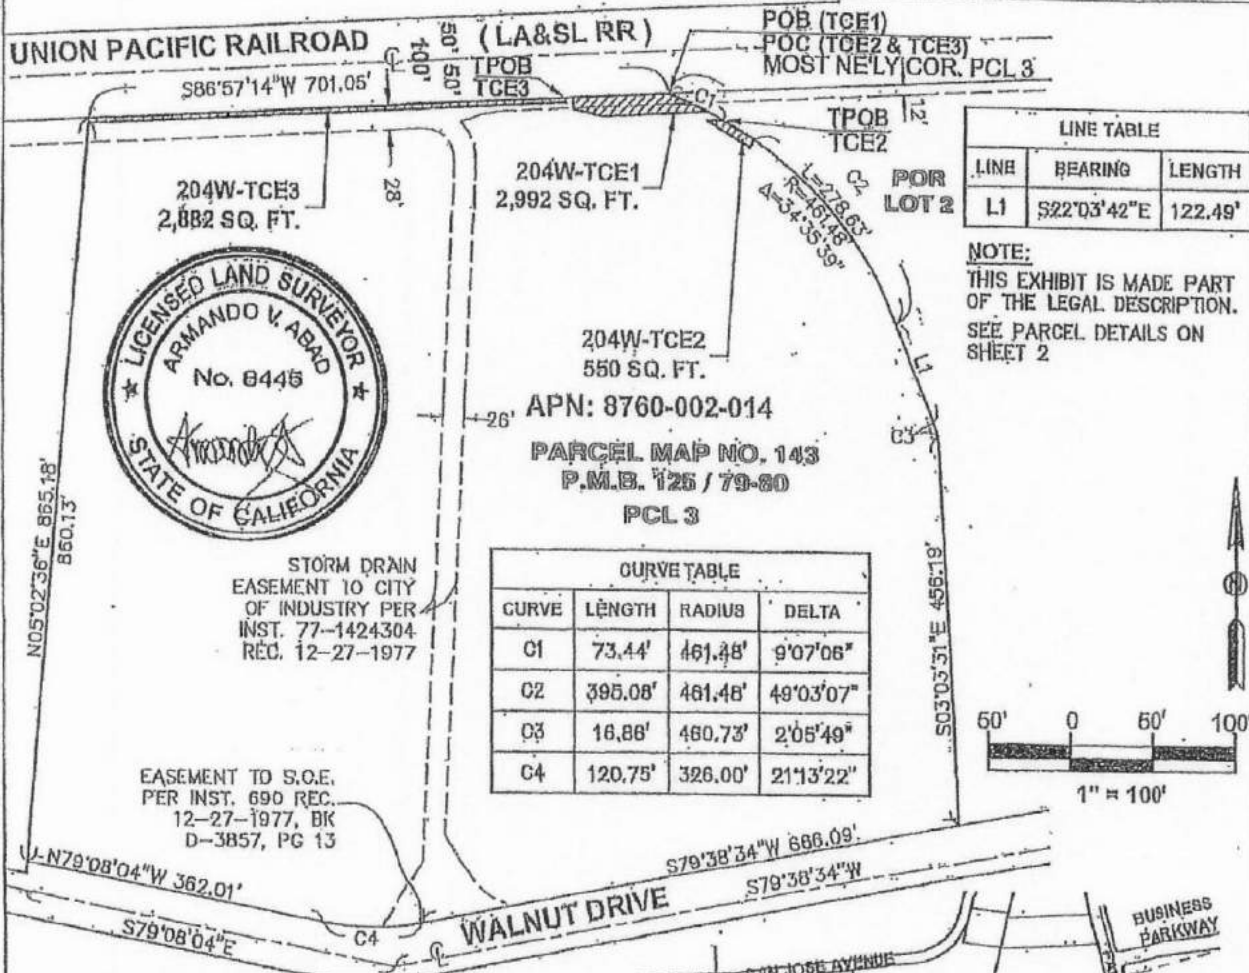 UNION PACIFIC RAILROAD
(LA&SL RR)
50' 50'
100'
POB (TCE1)
POC (TCE2 & TCE3)
MOST NE'LY COR. PCL 3
S86°57'14"W 701.05'
TPOB
TCE3
C1
12'
TPOB
TCE2
204W-TCE3
2,882 SQ. FT.
28'
204W-TCE1
2,992 SQ. FT.
C2
L=278.63'
R=461.48'
Δ=34°35'39"
POR
LOT 2
LINE TABLE
LINE BEARING LENGTH
L1 S22°03'42"E 122.49'
NOTE:
THIS EXHIBIT IS MADE PART
OF THE LEGAL DESCRIPTION.
SEE PARCEL DETAILS ON
SHEET 2
LICENSED LAND SURVEYOR
ARMANDO V. ABAD
No. 8445
STATE OF CALIFORNIA
204W-TCE2
550 SQ. FT.
L1
C3
26'
APN: 8760-002-014
PARCEL MAP NO. 143
P.M.B. 125 / 79-80
PCL 3
N05°02'36"E 865.18'
860.13'
STORM DRAIN
EASEMENT TO CITY
OF INDUSTRY PER
INST. 77-1424304
REC. 12-27-1977
CURVE TABLE
CURVE LENGTH RADIUS DELTA
C1 73.44' 461.48' 9°07'06"
C2 395.08' 461.48' 49°03'07"
C3 16.86' 460.73' 2°05'49"
C4 120.75' 326.00' 21°13'22"
S03°03'31"E 456.19'
N
50' 0 50' 100'
1" = 100'
EASEMENT TO S.C.E.
PER INST. 690 REC.
12-27-1977, BK
D-3857, PG 13
N79°08'04"W 362.01'
S79°08'04"E
C4
S79°38'34"W 686.09'
S79°38'34"W
WALNUT DRIVE
SAN JOSE AVENUE
BUSINESS
PARKWAY